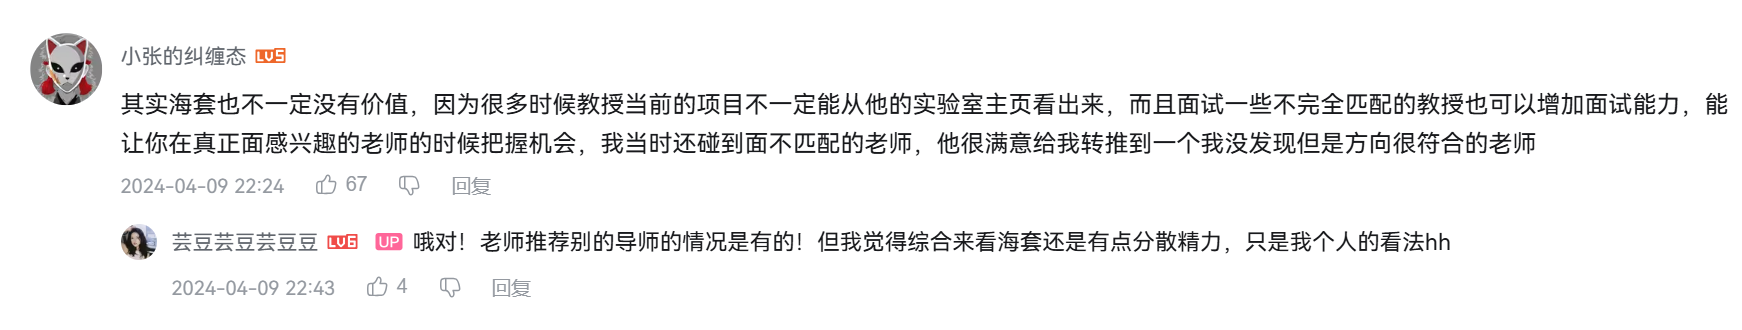 小张的纠缠态 LV5
其实海套也不一定没有价值，因为很多时候教授当前的项目不一定能从他的实验室主页看出来，而且面试一些不完全匹配的教授也可以增加面试能力，能
让你在真正面感兴趣的老师的时候把握机会，我当时还碰到面不匹配的老师，他很满意给我转推到一个我没发现但是方向很符合的老师
2024-04-09 22:24 67 回复
芸豆芸豆芸豆豆 LV6 UP 哦对！老师推荐别的导师的情况是有的！但我觉得综合来看海套还是有点分散精力，只是我个人的看法hh
2024-04-09 22:43 4 回复